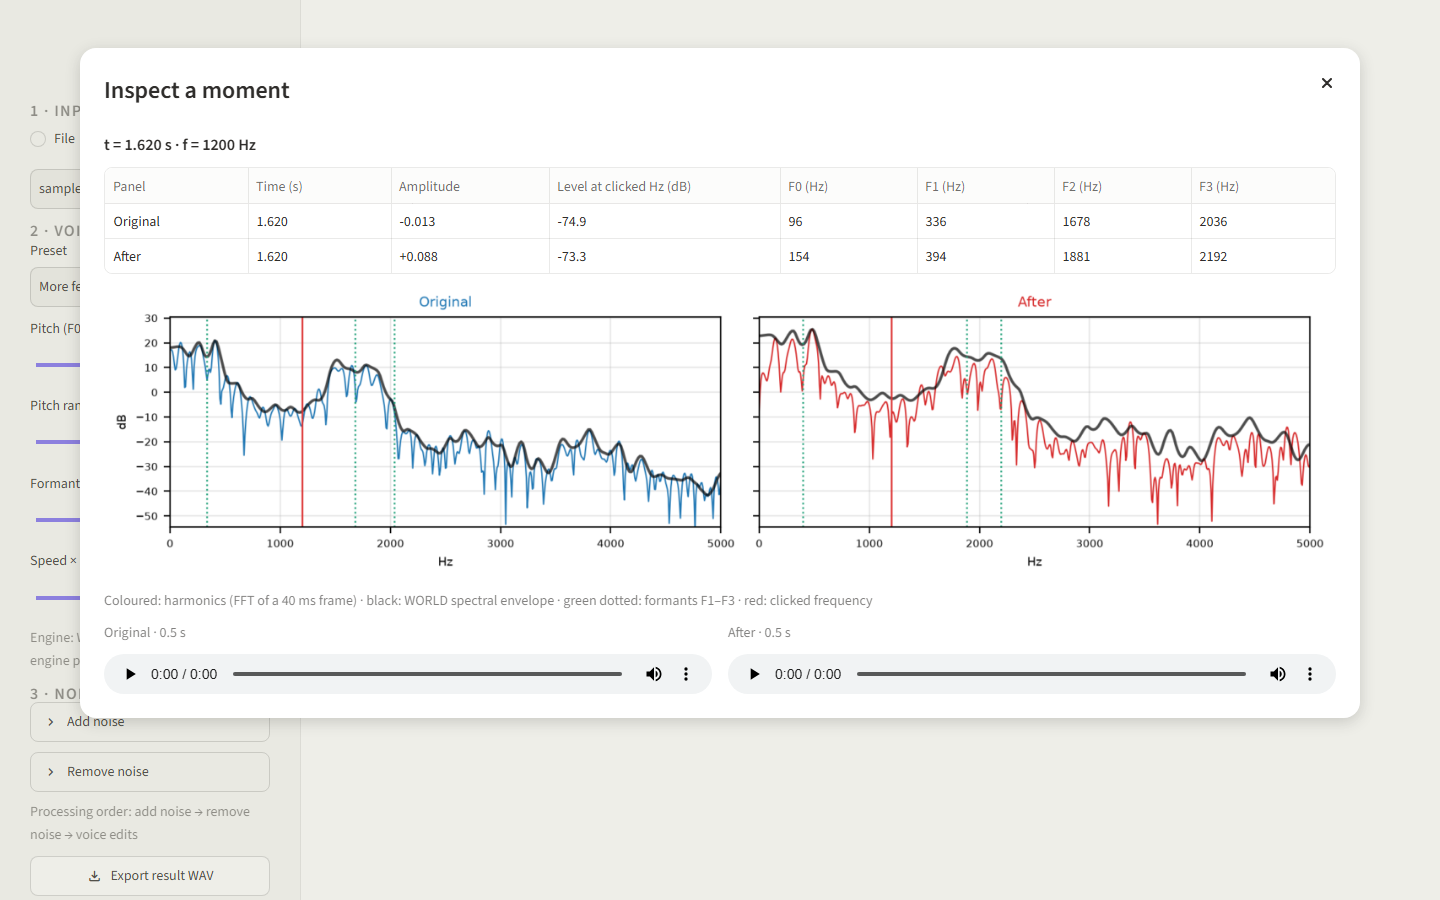 Inspect a moment
t = 1.620 s · f = 1200 Hz
Panel Time (s) Amplitude Level at clicked Hz (dB) F0 (Hz) F1 (Hz) F2 (Hz) F3 (Hz)
Original 1.620 -0.013 -74.9 96 336 1678 2036
After 1.620 +0.088 -73.3 154 394 1881 2192
Original
After
30
20
10
0
−10
−20
−30
−40
−50
dB
0 1000 2000 3000 4000 5000
Hz
0 1000 2000 3000 4000 5000
Hz
Coloured: harmonics (FFT of a 40 ms frame) · black: WORLD spectral envelope · green dotted: formants F1–F3 · red: clicked frequency
Original · 0.5 s
0:00 / 0:00
After · 0.5 s
0:00 / 0:00
1 · INP
File
sample
2 · VOI
Preset
More fe
Pitch (F0
Pitch ran
Formant
Speed ×
Engine: W
engine p
3 · NOI
Add noise
Remove noise
Processing order: add noise → remove
noise → voice edits
Export result WAV